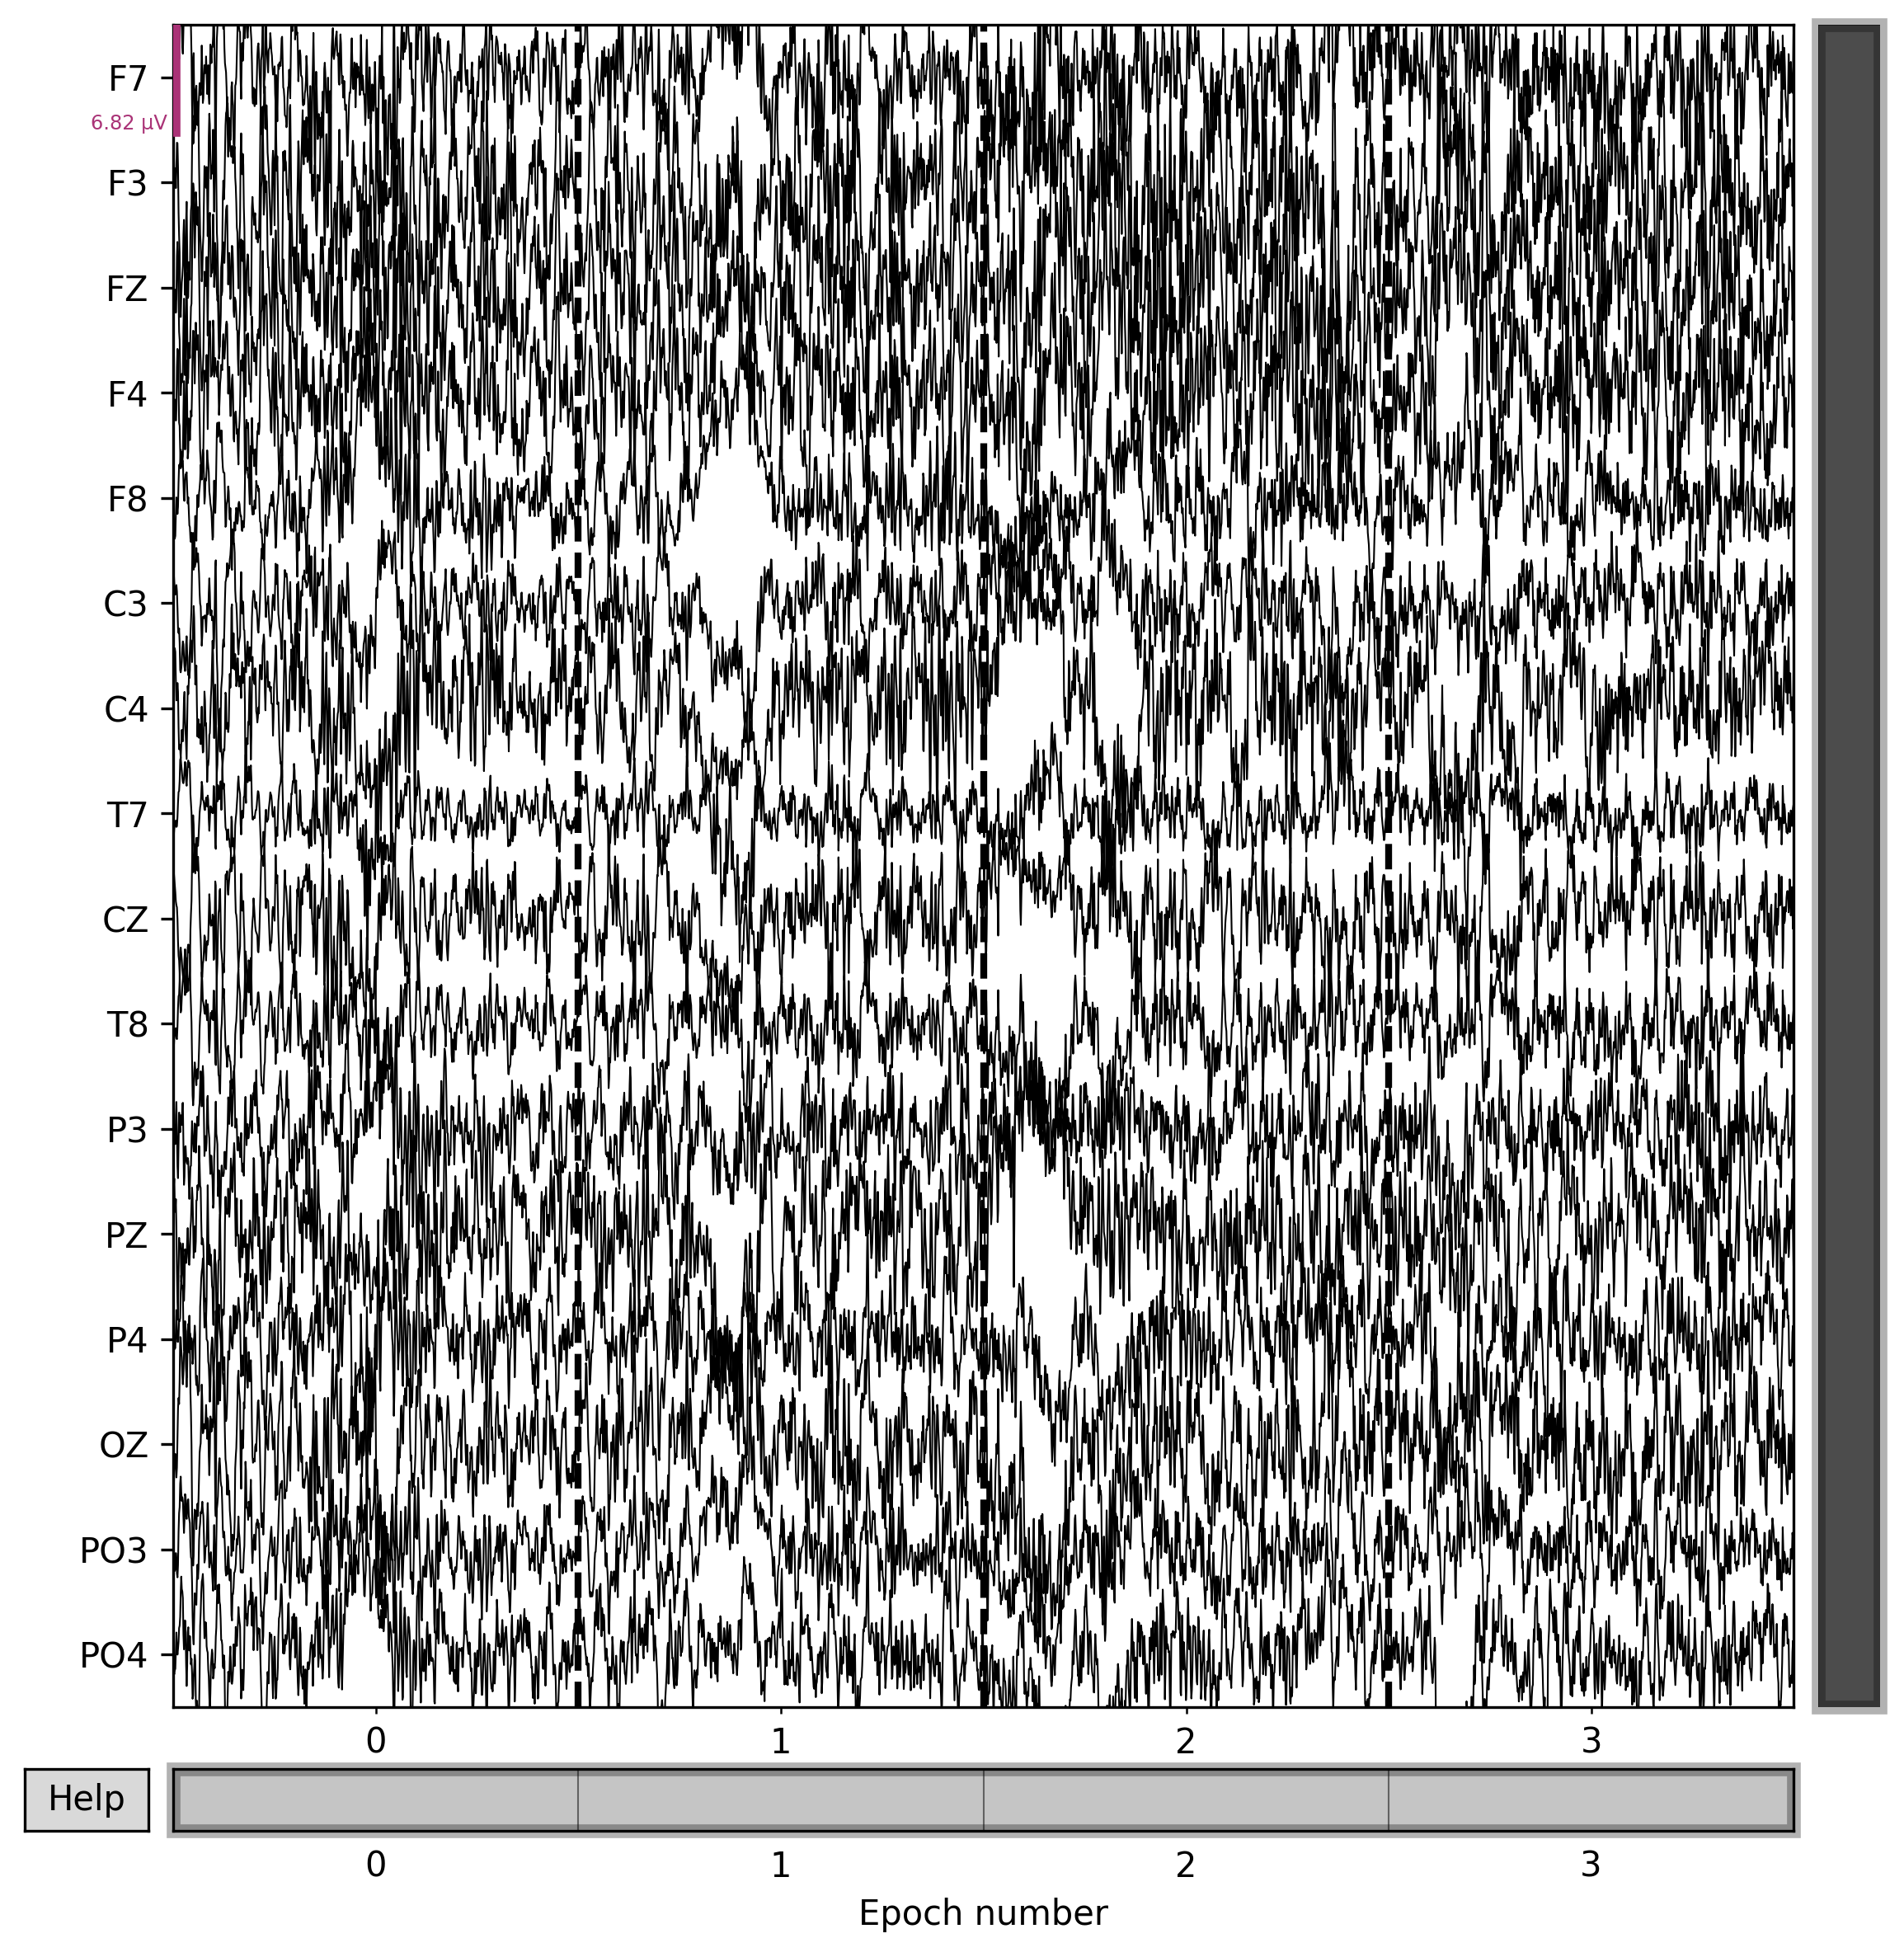 F7
6.82 µV
F3
FZ
F4
F8
C3
C4
T7
CZ
T8
P3
PZ
P4
OZ
PO3
PO4
0 1 2 3
Help
0 1 2 3
Epoch number